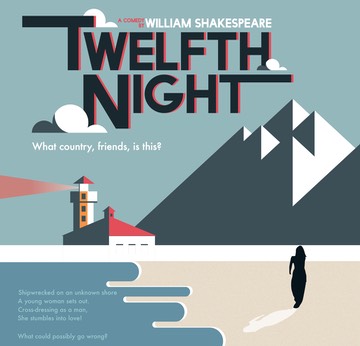 A COMEDY
BY WILLIAM SHAKESPEARE
TWELFTH
NIGHT
What country, friends, is this?
Shipwrecked on an unknown shore
A young woman sets out.
Cross-dressing as a man,
She stumbles into love!
What could possibly go wrong?